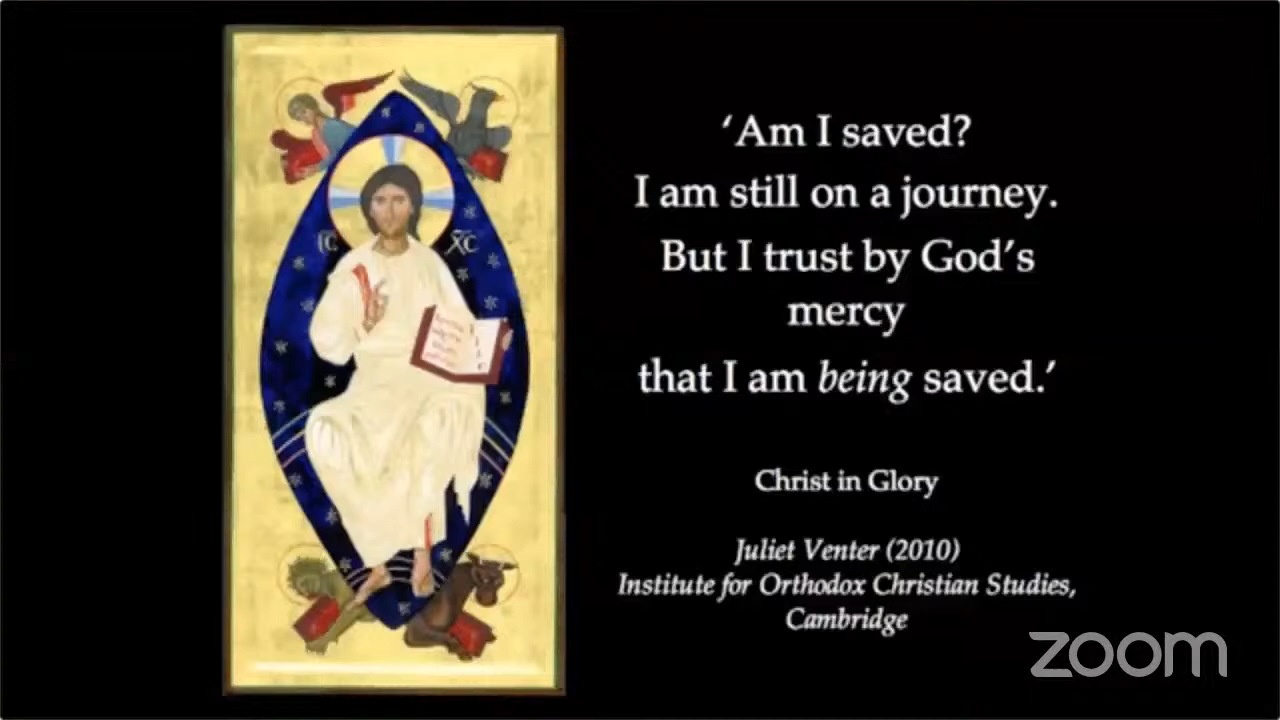 ‘Am I saved?
I am still on a journey.
But I trust by God’s
mercy
that I am being saved.’
Christ in Glory
Juliet Venter (2010)
Institute for Orthodox Christian Studies,
Cambridge
IC XC
zoom